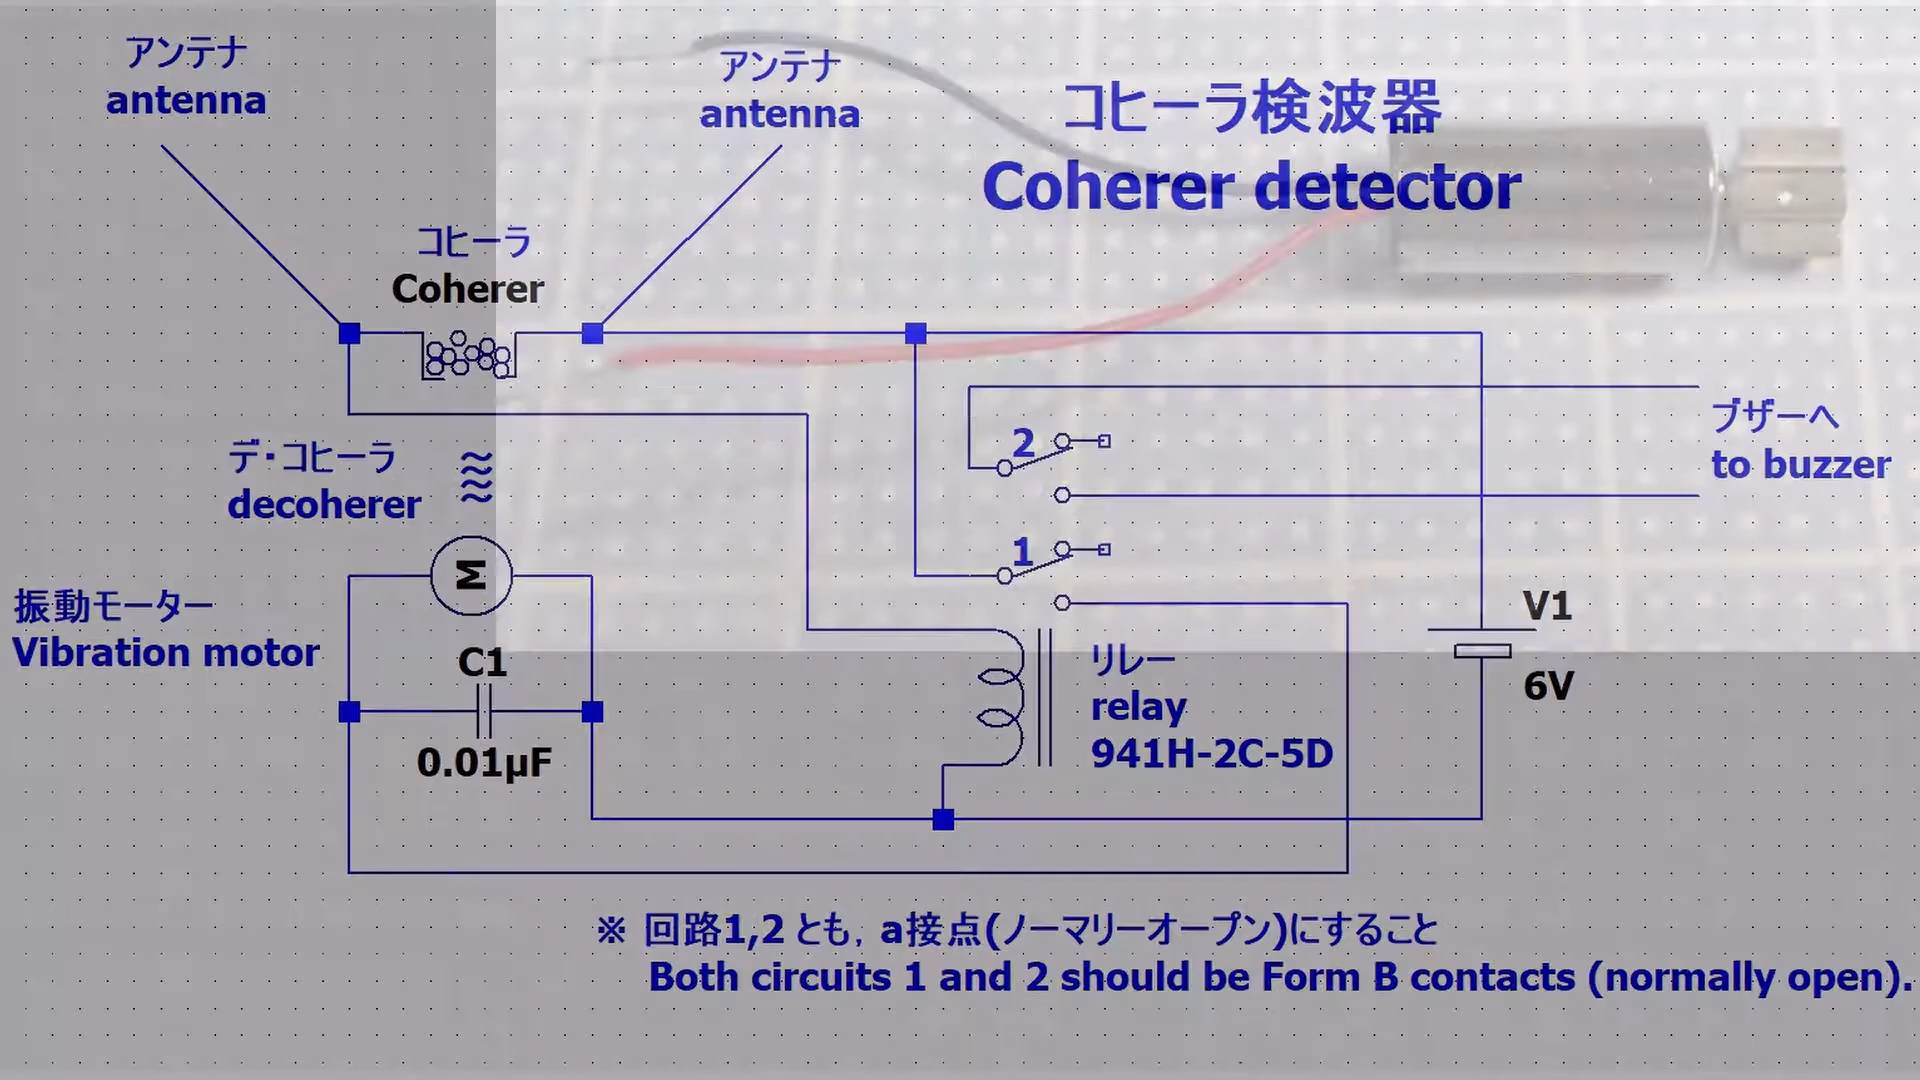 アンテナ
antenna
アンテナ
antenna
コヒーラ検波器
Coherer detector
コヒーラ
Coherer
デ・コヒーラ
decoherer
2
ブザーへ
to buzzer
1
M
振動モーター
Vibration motor
C1
0.01µF
リレー
relay
941H-2C-5D
V1
6V
※ 回路1,2 とも，a接点(ノーマリーオープン)にすること
Both circuits 1 and 2 should be Form B contacts (normally open).